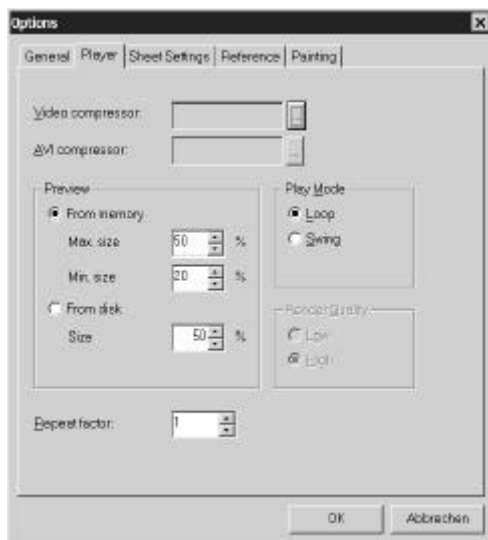 Options
General Player Sheet Settings Reference Painting
Video compressor:
...
AVI compressor:
...
Preview
From memory
Max. size 50 %
Min. size 20 %
From disk
Size 50 %
Play Mode
Loop
Swing
Render Quality
Low
High
Repeat factor: 1
OK Abbrechen